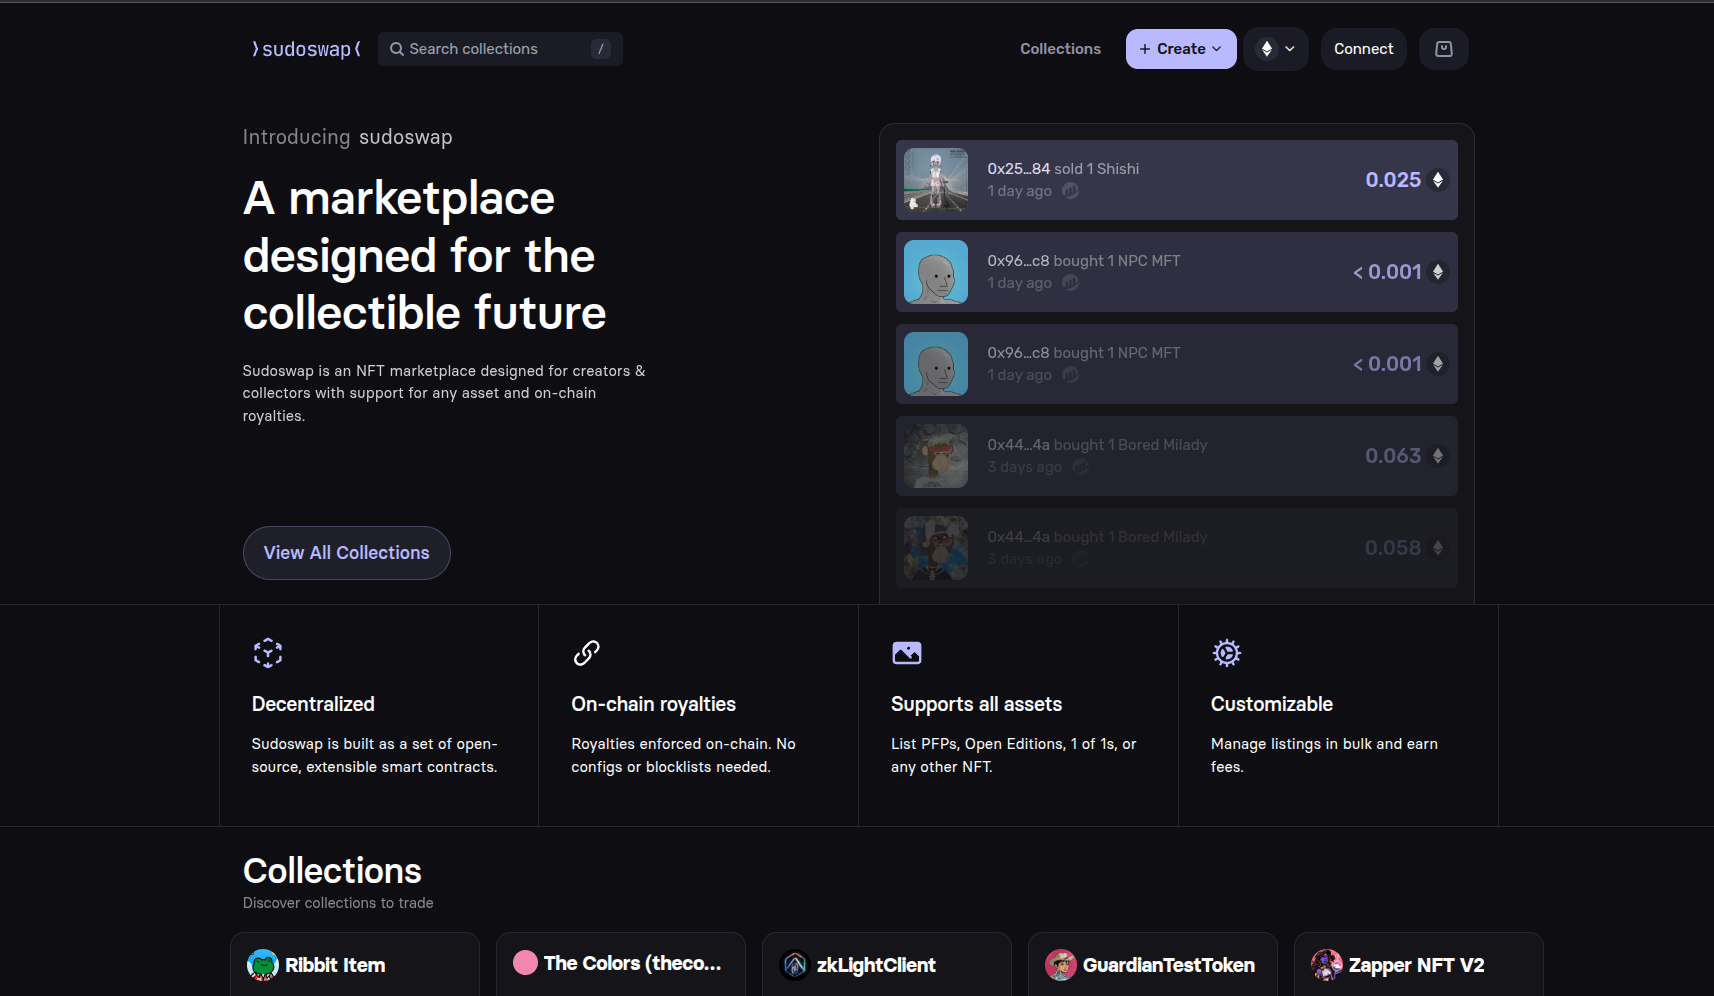 ⟩sudoswap⟨
Search collections /
Collections
+ Create
Connect
Introducing sudoswap
A marketplace
designed for the
collectible future
Sudoswap is an NFT marketplace designed for creators &
collectors with support for any asset and on-chain
royalties.
View All Collections
0x25...84 sold 1 Shishi
1 day ago
0.025
0x96...c8 bought 1 NPC MFT
1 day ago
< 0.001
0x96...c8 bought 1 NPC MFT
1 day ago
< 0.001
0x44...4a bought 1 Bored Milady
3 days ago
0.063
0x44...4a bought 1 Bored Milady
3 days ago
0.058
Decentralized
Sudoswap is built as a set of open-
source, extensible smart contracts.
On-chain royalties
Royalties enforced on-chain. No
configs or blocklists needed.
Supports all assets
List PFPs, Open Editions, 1 of 1s, or
any other NFT.
Customizable
Manage listings in bulk and earn
fees.
Collections
Discover collections to trade
Ribbit Item
The Colors (theco...
zkLightClient
GuardianTestToken
Zapper NFT V2